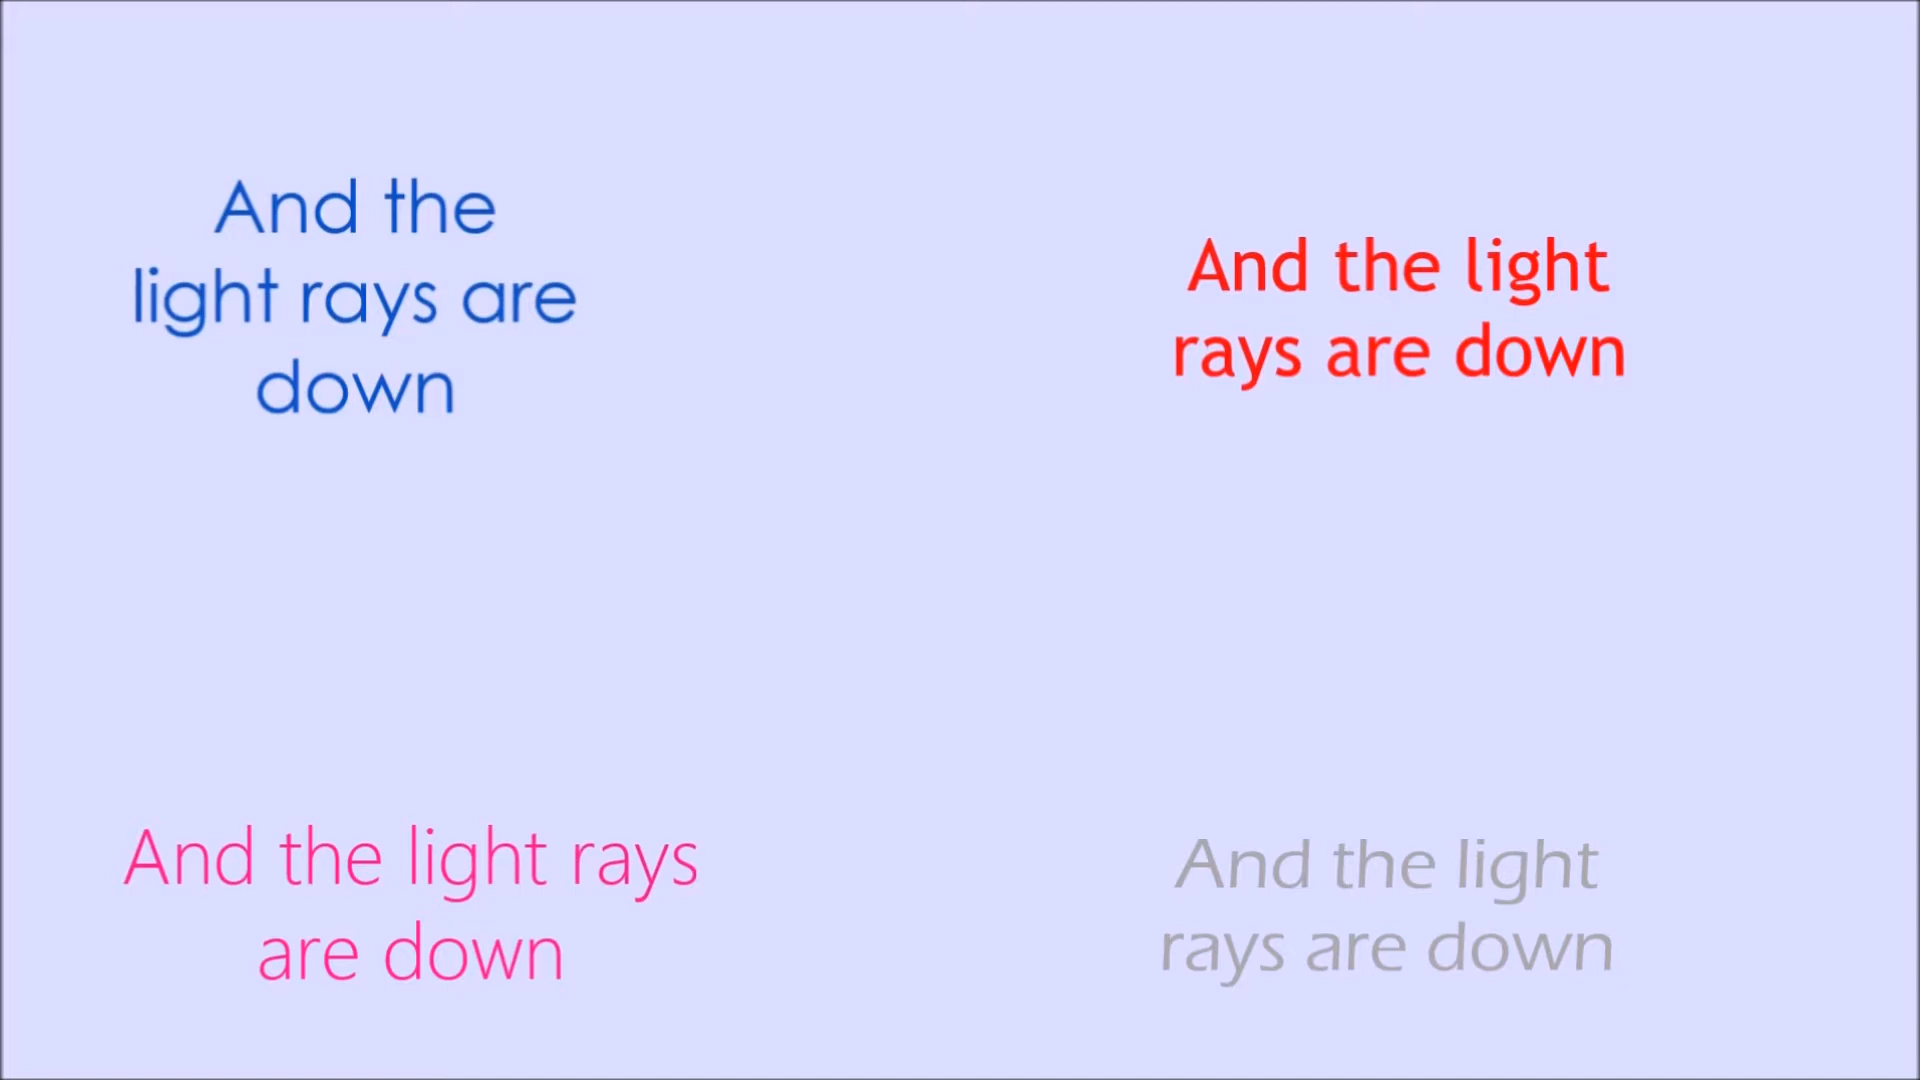 And the
light rays are
down
And the light
rays are down
And the light rays
are down
And the light
rays are down